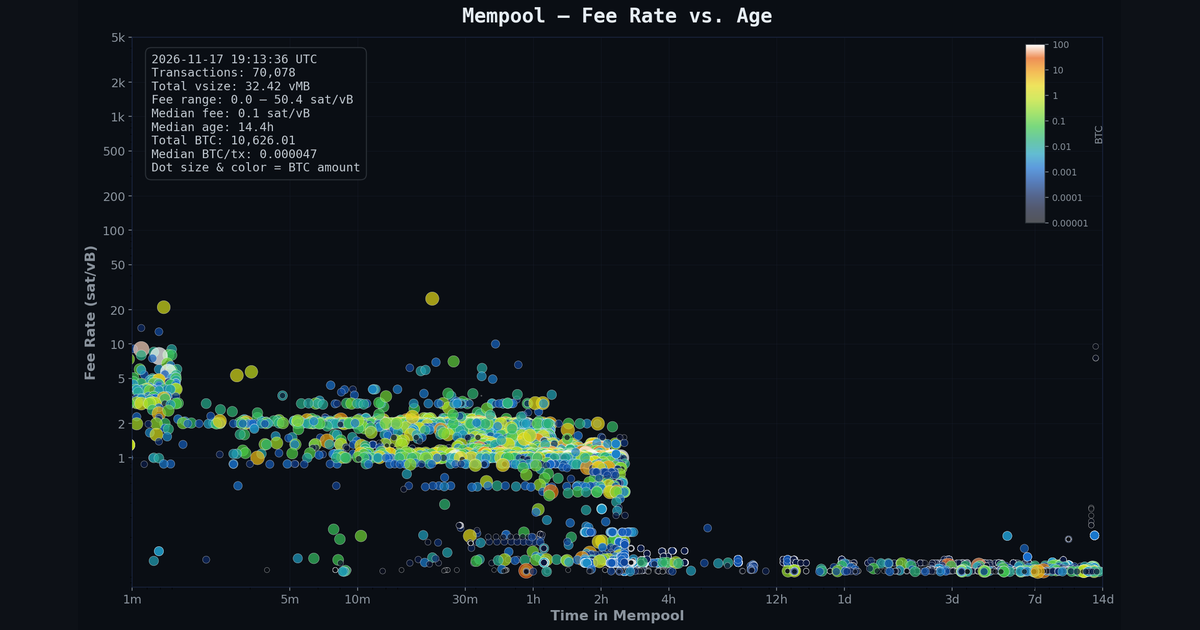 Mempool — Fee Rate vs. Age
2026-11-17 19:13:36 UTC
Transactions: 70,078
Total vsize: 32.42 vMB
Fee range: 0.0 — 50.4 sat/vB
Median fee: 0.1 sat/vB
Median age: 14.4h
Total BTC: 10,626.01
Median BTC/tx: 0.000047
Dot size & color = BTC amount
100
10
1
0.1
0.01
0.001
0.0001
0.00001
BTC
Fee Rate (sat/vB)
5k
2k
1k
500
200
100
50
20
10
5
2
1
1m 5m 10m 30m 1h 2h 4h 12h 1d 3d 7d 14d
Time in Mempool